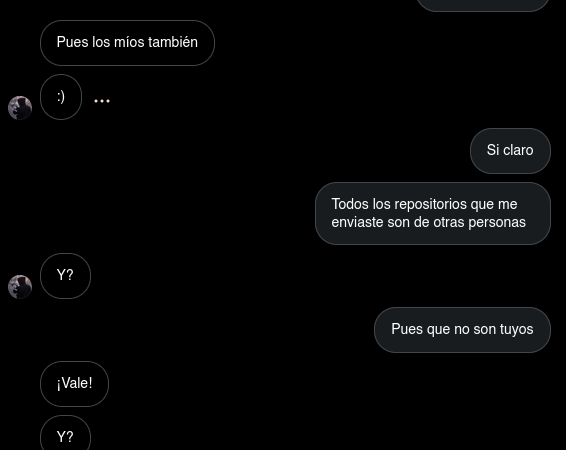 Pues los míos también
:)
Si claro
Todos los repositorios que me
enviaste son de otras personas
Y?
Pues que no son tuyos
¡Vale!
Y?